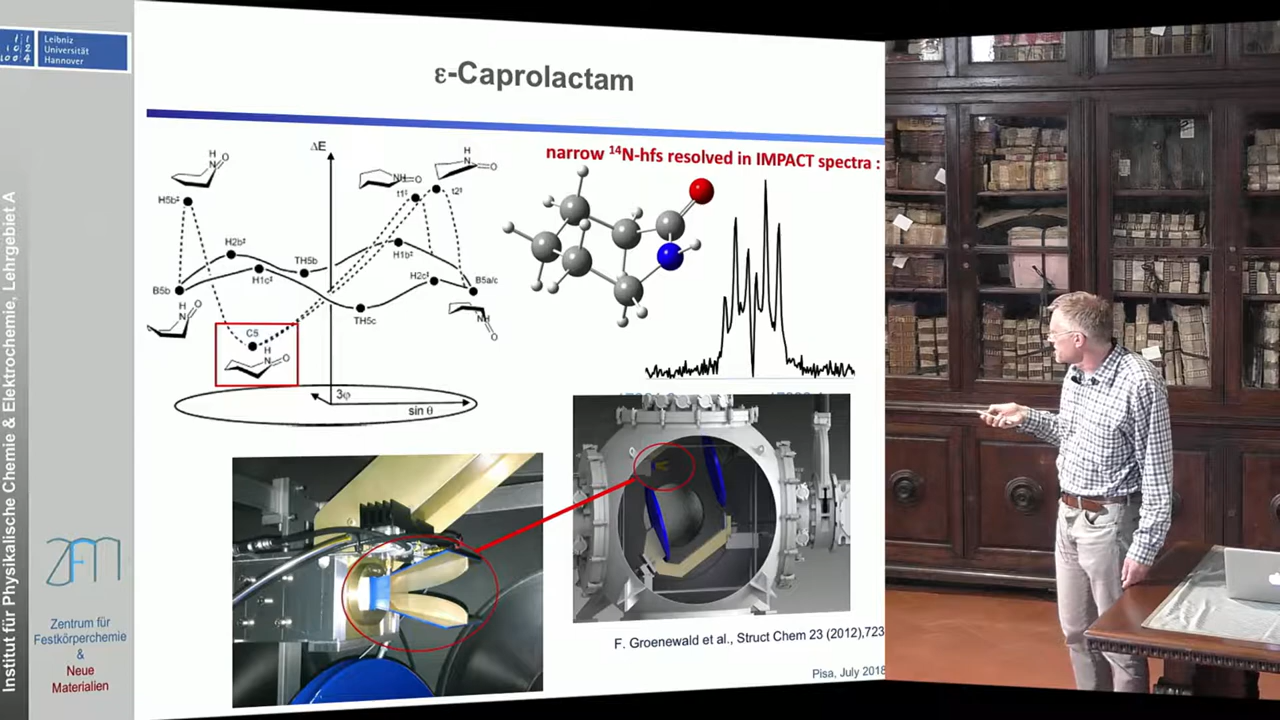 Leibniz
Universität
Hannover
Institut für Physikalische Chemie & Elektrochemie, Lehrgebiet A
Zentrum für
Festkörperchemie
&
Neue
Materialien
ε-Caprolactam
narrow ¹⁴N-hfs resolved in IMPACT spectra :
ΔE
H
N
O
H5b‡
H2b‡
TH5b
B5b
H1c‡
N
H
O
C5
H
N
O
NH
O
t1‡
H
N
O
t2‡
H1b‡
H2c‡
B5a/c
TH5c
O
N
H
3φ
sin θ
F. Groenewald et al., Struct Chem 23 (2012),723
Pisa, July 2018